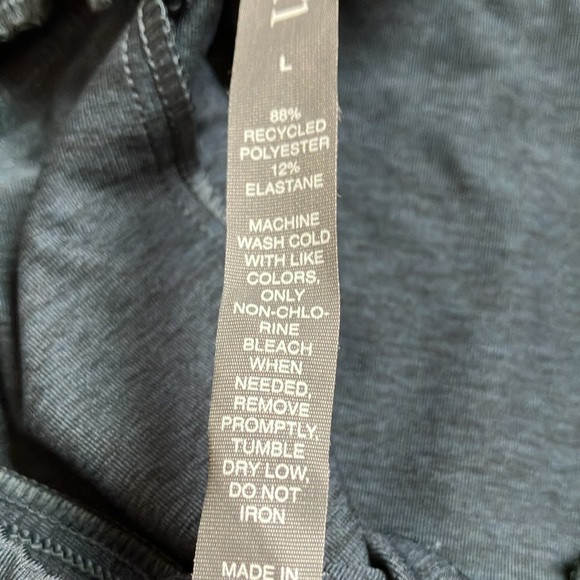 L
88%
RECYCLED
POLYESTER
12%
ELASTANE
MACHINE
WASH COLD
WITH LIKE
COLORS,
ONLY
NON-CHLO-
RINE
BLEACH
WHEN
NEEDED,
REMOVE
PROMPTLY,
TUMBLE
DRY LOW,
DO NOT
IRON
MADE IN